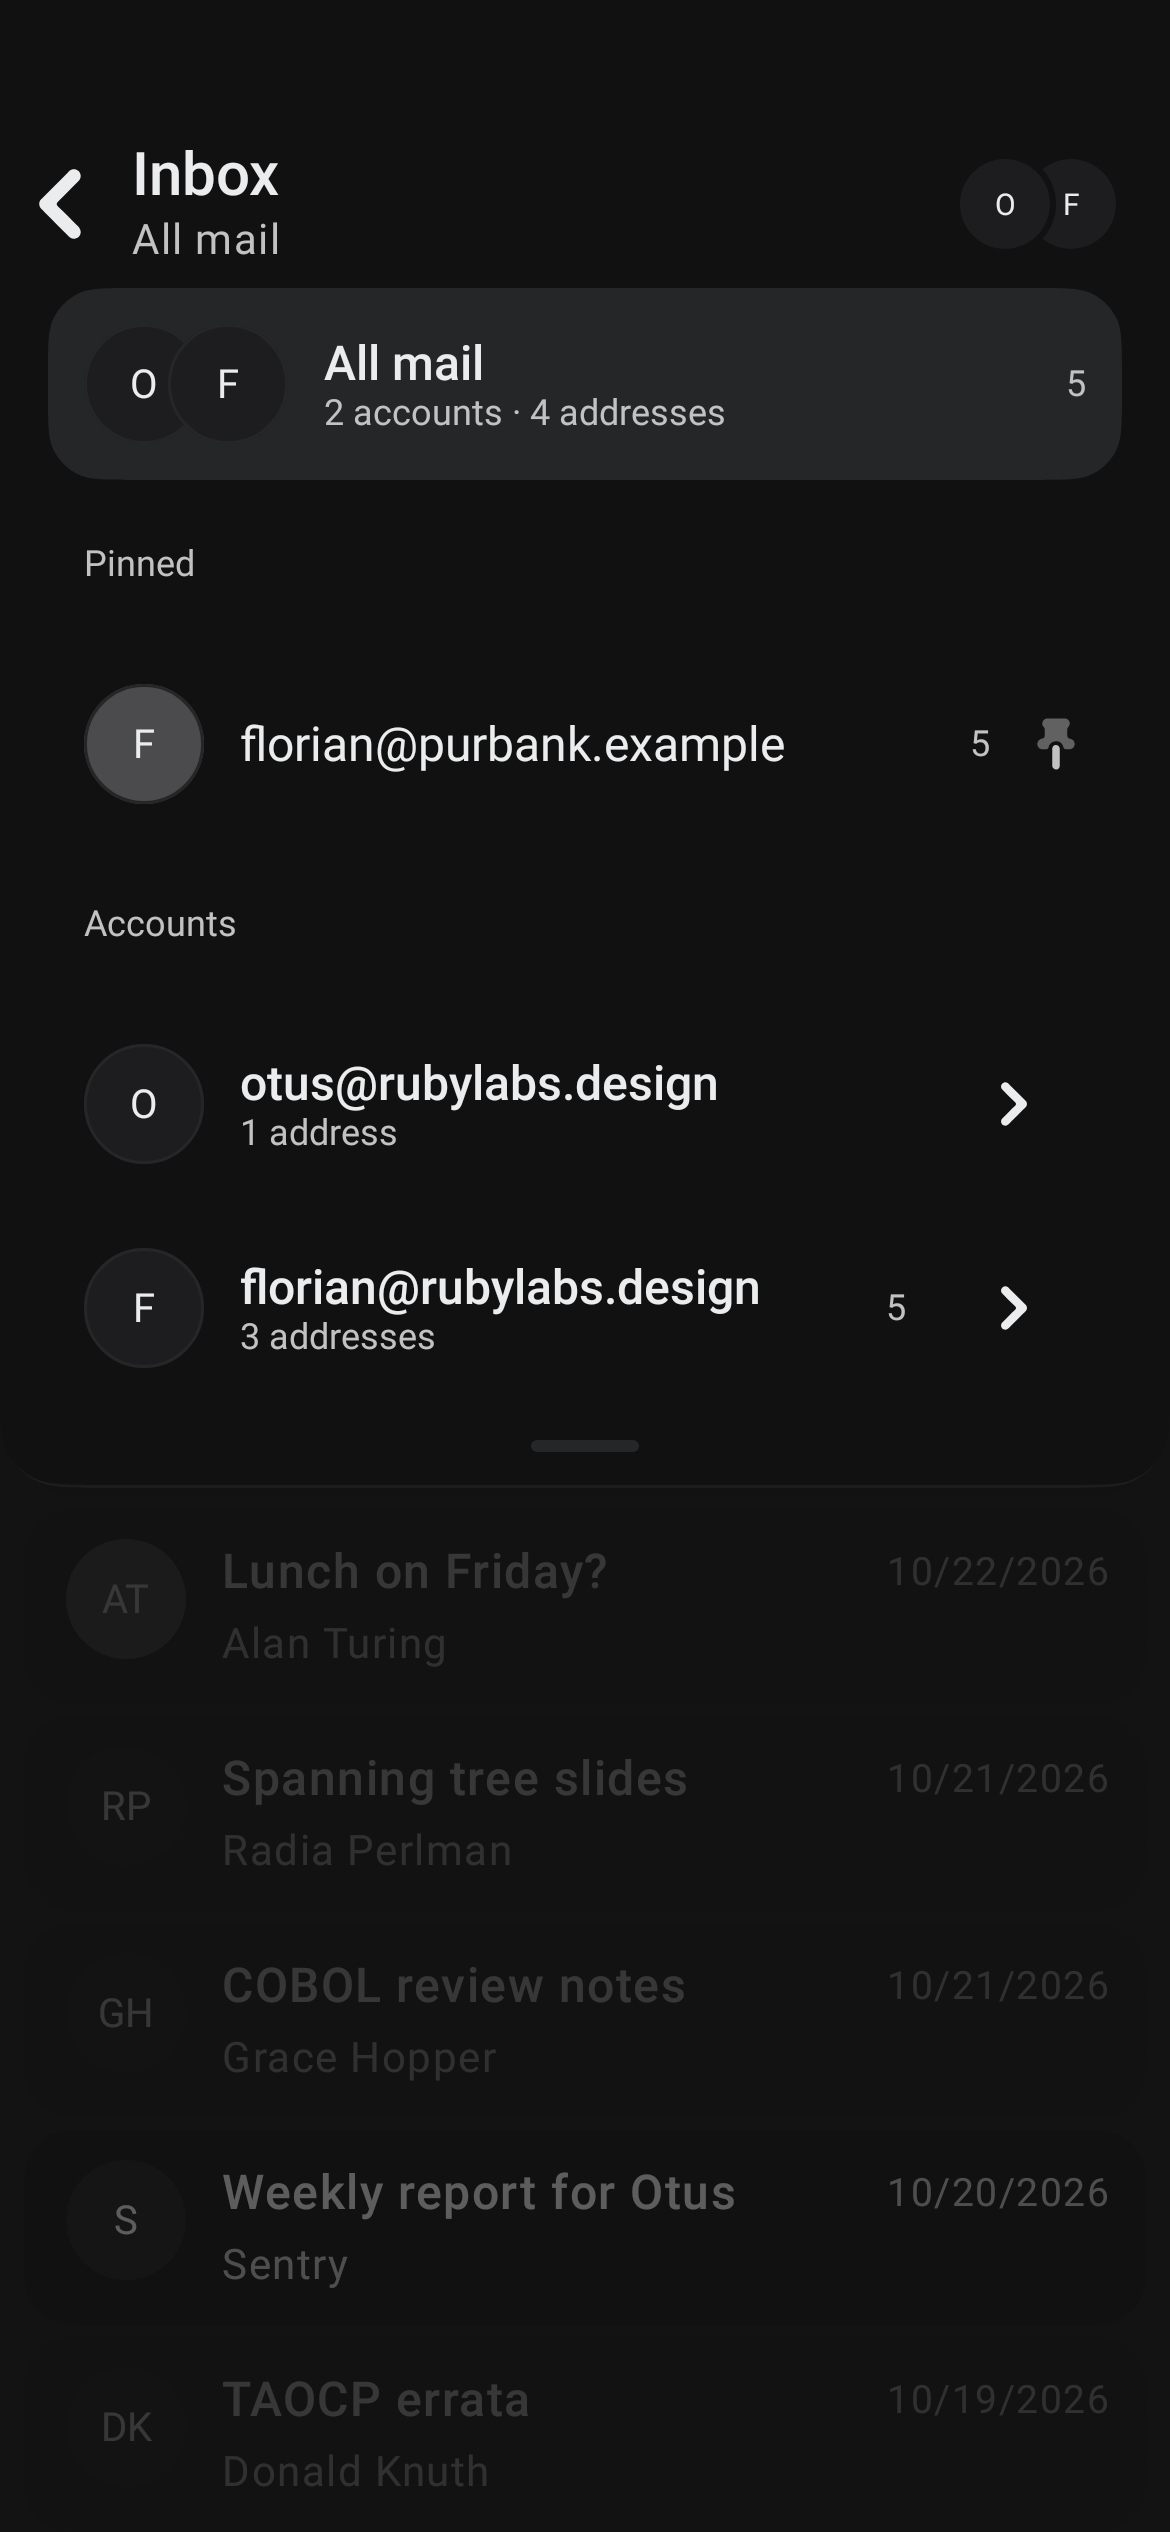 Inbox
All mail
O F
O F
All mail
2 accounts · 4 addresses
5
Pinned
F
florian@purbank.example
5
Accounts
O
otus@rubylabs.design
1 address
F
florian@rubylabs.design
3 addresses
5
AT
Lunch on Friday?
10/22/2026
Alan Turing
RP
Spanning tree slides
10/21/2026
Radia Perlman
GH
COBOL review notes
10/21/2026
Grace Hopper
S
Weekly report for Otus
10/20/2026
Sentry
DK
TAOCP errata
10/19/2026
Donald Knuth